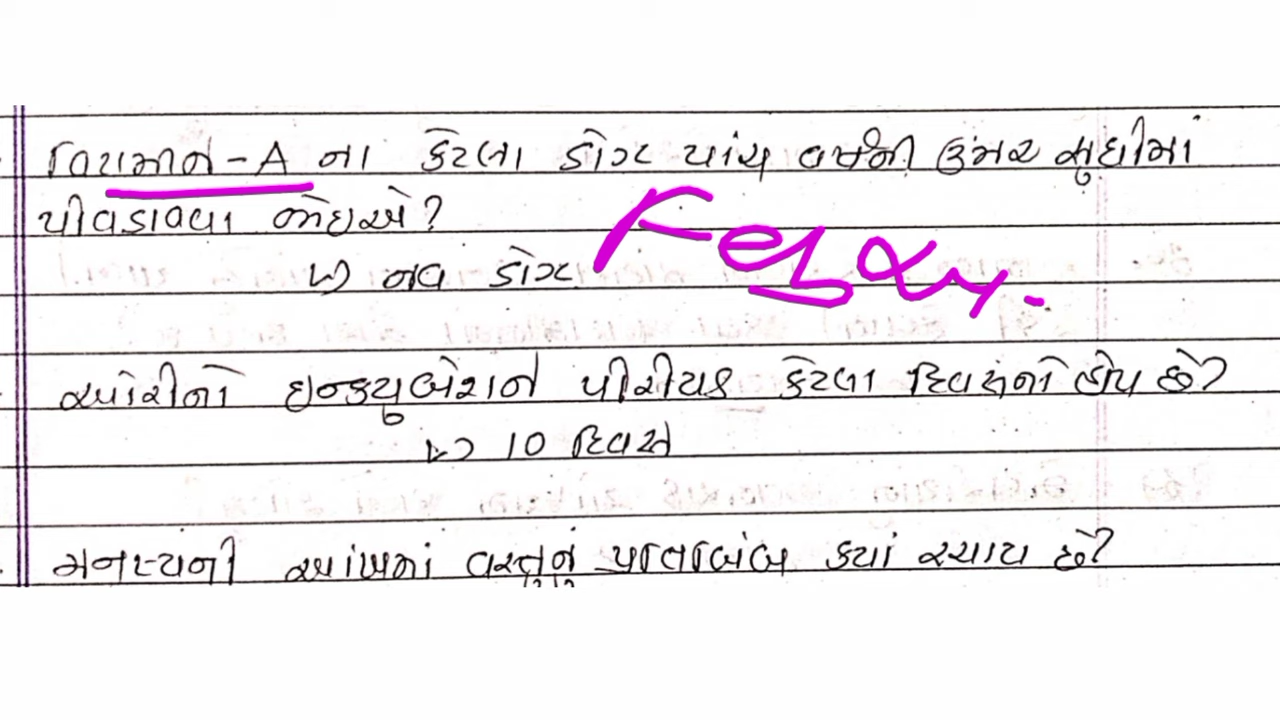 વિટામીન-A ના કેટલા ડોઝ પાંચ વર્ષની ઉંમર સુધીમાં
પીવડાવવા જોઇએ?
↳ નવ ડોઝ
ઓરીનો ઇન્ક્યુબેશન પીરીયડ કેટલા દિવસનો હોય છે?
↳ 10 દિવસ
મનુષ્યની આંખમાં વસ્તુનું પ્રતિબિંબ ક્યાં રચાય છે?